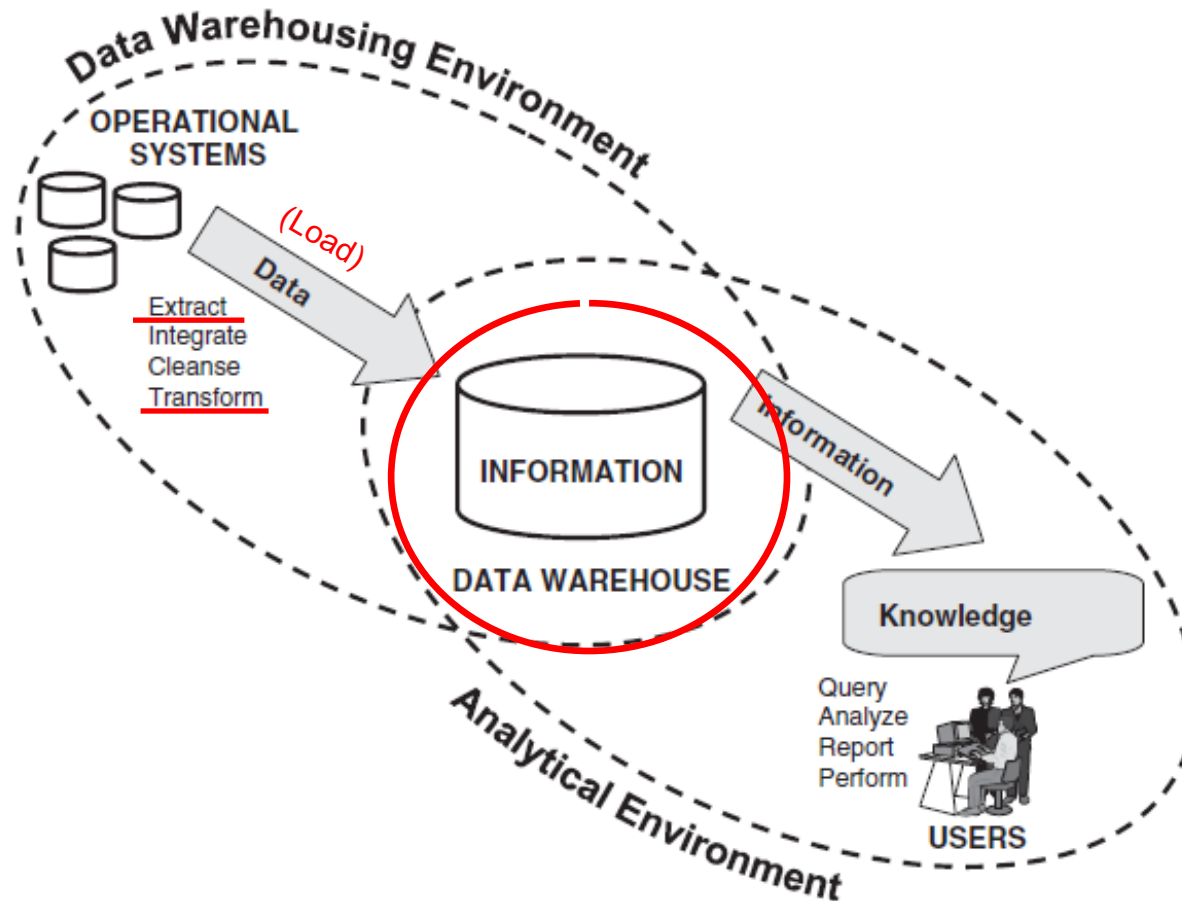 Data Warehousing Environment
OPERATIONAL
SYSTEMS
(Load)
Data
Extract
Integrate
Cleanse
Transform
INFORMATION
DATA WAREHOUSE
Information
Knowledge
Query
Analyze
Report
Perform
USERS
Analytical Environment